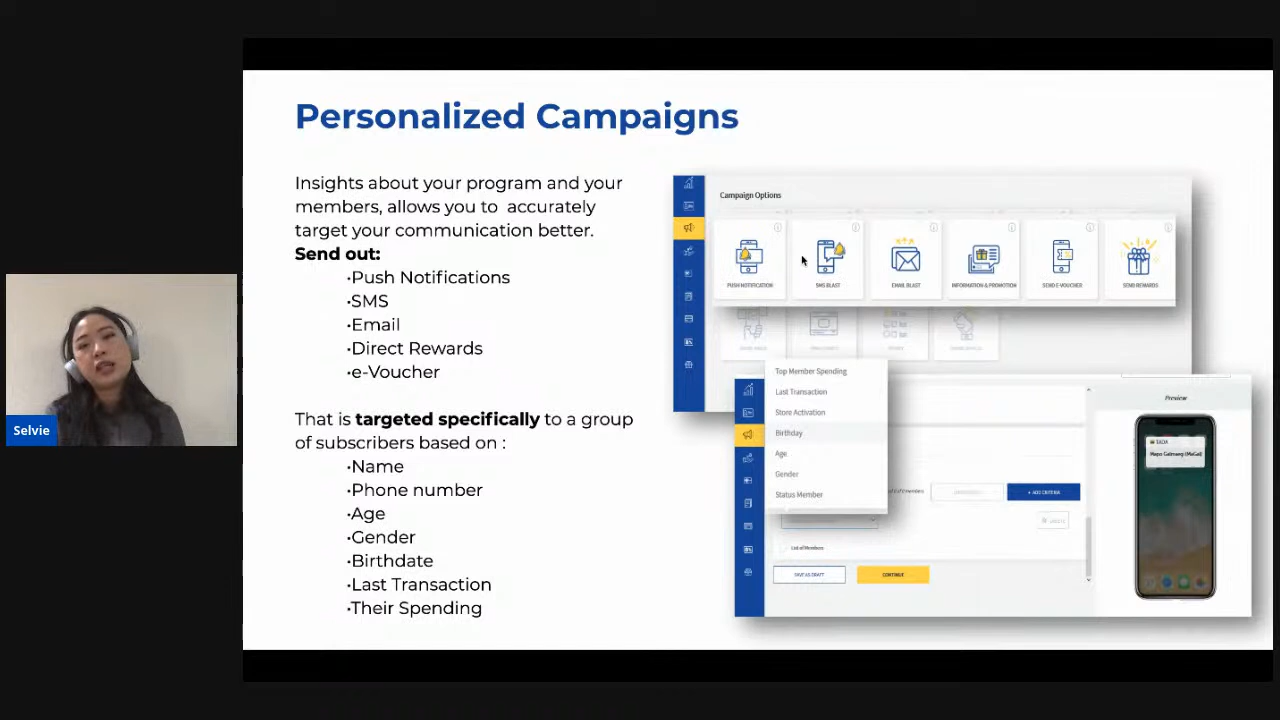 Personalized Campaigns
Insights about your program and your
members, allows you to accurately
target your communication better.
Send out:
·Push Notifications
·SMS
·Email
·Direct Rewards
·e-Voucher
That is targeted specifically to a group
of subscribers based on :
·Name
·Phone number
·Age
·Gender
·Birthdate
·Last Transaction
·Their Spending
Selvie
Campaign Options
PUSH NOTIFICATION
SMS BLAST
EMAIL BLAST
INFORMATION & PROMOTION
SEND E-VOUCHER
SEND REWARDS
Top Member Spending
Last Transaction
Store Activation
Birthday
Age
Gender
Status Member
+ ADD CRITERIA
List of Members
SAVE AS DRAFT
CONTINUE
Preview
TADA